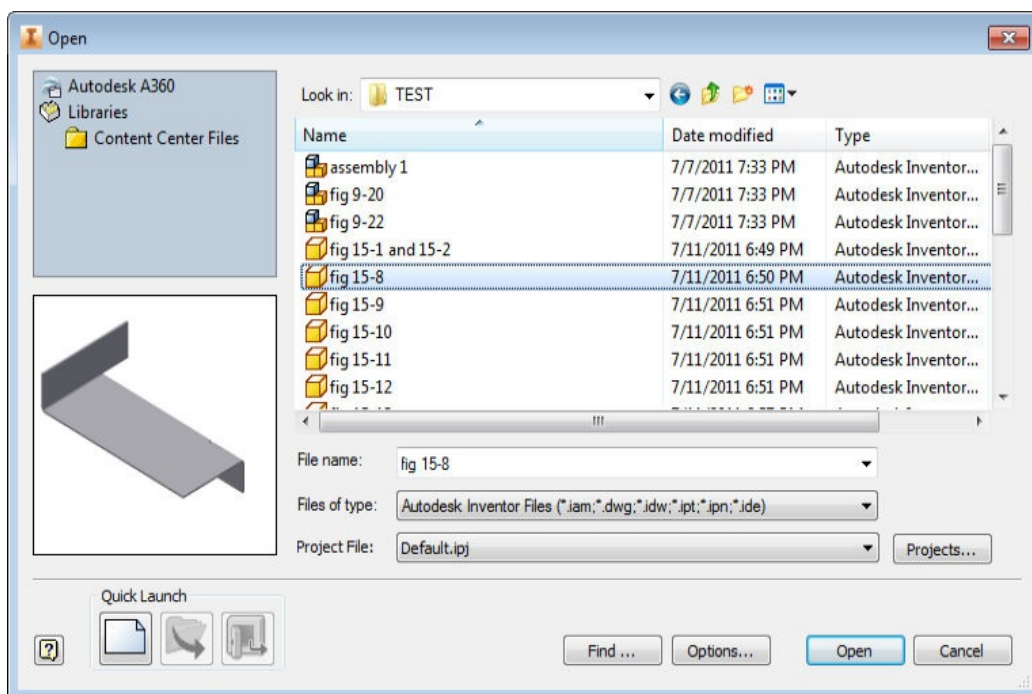 Open
Autodesk A360
Libraries
Content Center Files
Look in: TEST
Name Date modified Type
assembly 1 7/7/2011 7:33 PM Autodesk Inventor...
fig 9-20 7/7/2011 7:33 PM Autodesk Inventor...
fig 9-22 7/7/2011 7:33 PM Autodesk Inventor...
fig 15-1 and 15-2 7/11/2011 6:49 PM Autodesk Inventor...
fig 15-8 7/11/2011 6:50 PM Autodesk Inventor...
fig 15-9 7/11/2011 6:51 PM Autodesk Inventor...
fig 15-10 7/11/2011 6:51 PM Autodesk Inventor...
fig 15-11 7/11/2011 6:51 PM Autodesk Inventor...
fig 15-12 7/11/2011 6:51 PM Autodesk Inventor...
File name: fig 15-8
Files of type: Autodesk Inventor Files (*.iam;*.dwg;*.idw;*.ipt;*.ipn;*.ide)
Project File: Default.ipj Projects...
Quick Launch
Find ... Options... Open Cancel